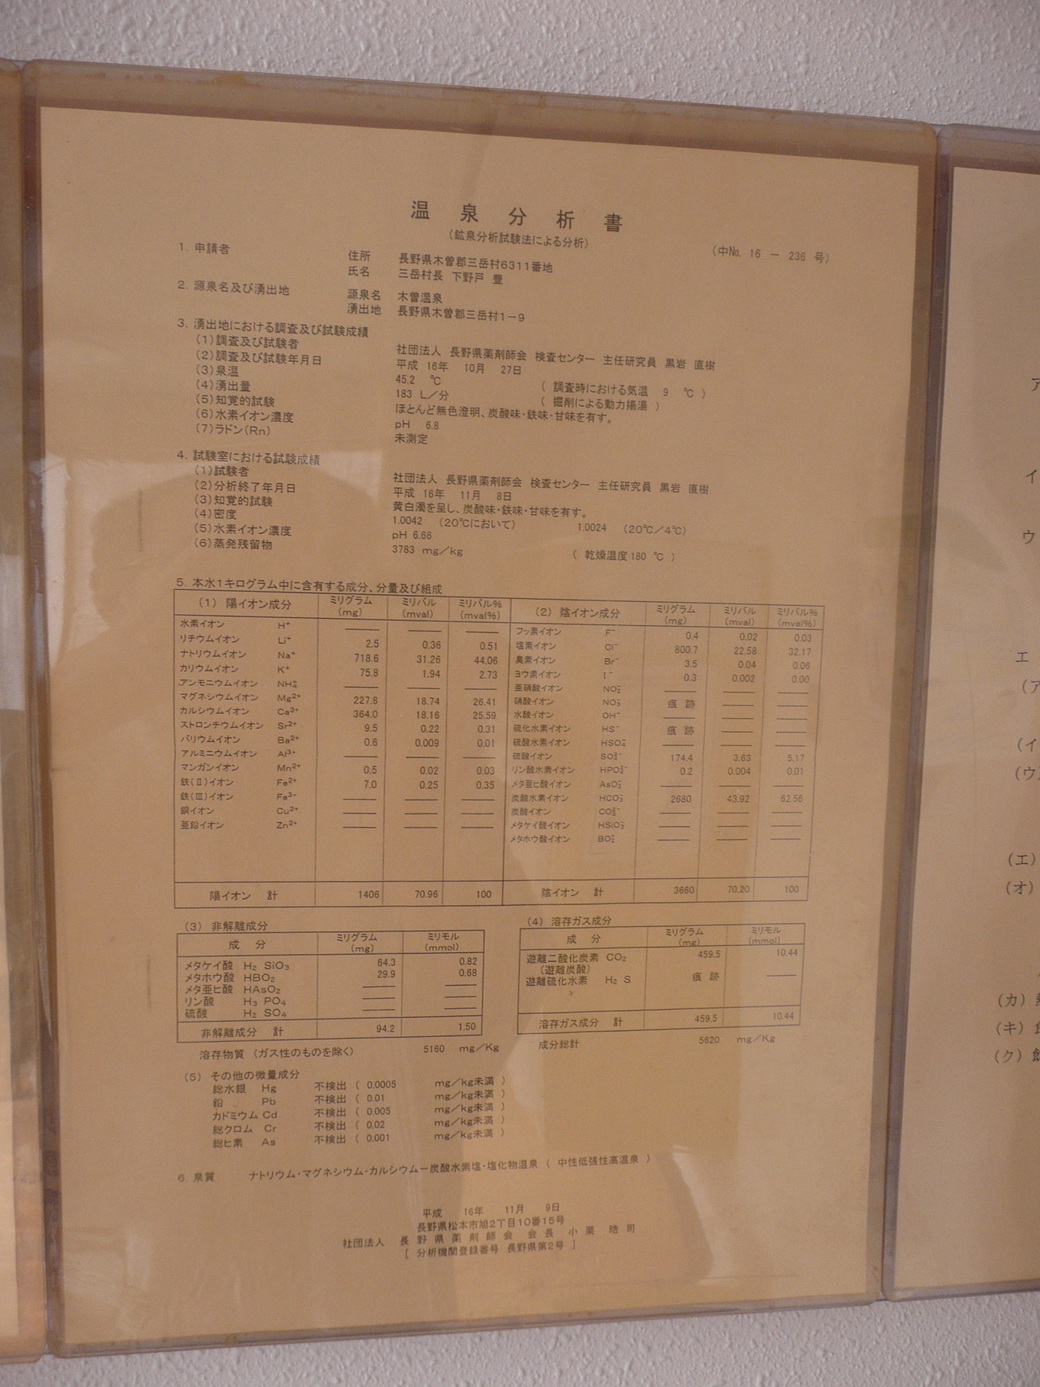 温泉分析書
(鉱泉分析試験法による分析)
(中No. 16 － 236 号)
1. 申請者 住所 長野県木曽郡三岳村6311番地
氏名 三岳村長 下野戸 豊
2. 源泉名及び湧出地 源泉名 木曽温泉
湧出地 長野県木曽郡三岳村1－9
3. 湧出地における調査及び試験成績
(1)調査及び試験者 社団法人 長野県薬剤師会 検査センター 主任研究員 黒岩 直樹
(2)調査及び試験年月日 平成 16年 10月 27日
(3)泉温 45.2 ℃ ( 調査時における気温 9 ℃ )
(4)湧出量 183 L／分 ( 掘削による動力揚湯 )
(5)知覚的試験 ほとんど無色澄明、炭酸味・鉄味・甘味を有す。
(6)水素イオン濃度 pH 6.8
(7)ラドン(Rn) 未測定
4. 試験室における試験成績
(1)試験者 社団法人 長野県薬剤師会 検査センター 主任研究員 黒岩 直樹
(2)分析終了年月日 平成 16年 11月 8日
(3)知覚的試験 黄白濁を呈し、炭酸味・鉄味・甘味を有す。
(4)密度 1.0042 (20℃において) 1.0024 (20℃／4℃)
(5)水素イオン濃度 pH 6.66
(6)蒸発残留物 3783 mg／kg ( 乾燥温度180 ℃ )
5. 本水1キログラム中に含有する成分、分量及び組成
(1) 陽イオン成分 ミリグラム (mg) ミリバル (mval) ミリバル% (mval%)
水素イオン H⁺ ―― ―― ――
リチウムイオン Li⁺ 2.5 0.36 0.51
ナトリウムイオン Na⁺ 718.6 31.26 44.06
カリウムイオン K⁺ 75.8 1.94 2.73
アンモニウムイオン NH₄⁺ ―― ―― ――
マグネシウムイオン Mg²⁺ 227.8 18.74 26.41
カルシウムイオン Ca²⁺ 364.0 18.16 25.59
ストロンチウムイオン Sr²⁺ 9.5 0.22 0.31
バリウムイオン Ba²⁺ 0.6 0.009 0.01
アルミニウムイオン Al³⁺ ―― ―― ――
マンガンイオン Mn²⁺ 0.5 0.02 0.03
鉄(Ⅱ)イオン Fe²⁺ 7.0 0.25 0.35
鉄(Ⅲ)イオン Fe³⁺ ―― ―― ――
銅イオン Cu²⁺ ―― ―― ――
亜鉛イオン Zn²⁺ ―― ―― ――
陽イオン 計 1406 70.96 100
(2) 陰イオン成分 ミリグラム (mg) ミリバル (mval) ミリバル% (mval%)
フッ素イオン F⁻ 0.4 0.02 0.03
塩素イオン Cl⁻ 800.7 22.58 32.17
臭素イオン Br⁻ 3.5 0.04 0.06
ヨウ素イオン I⁻ 0.3 0.002 0.00
亜硝酸イオン NO₂⁻ ―― ―― ――
硝酸イオン NO₃⁻ 痕跡 ―― ――
水酸イオン OH⁻ ―― ―― ――
硫化水素イオン HS⁻ 痕跡 ―― ――
硫酸水素イオン HSO₄⁻ ―― ―― ――
硫酸イオン SO₄²⁻ 174.4 3.63 5.17
リン酸水素イオン HPO₄²⁻ 0.2 0.004 0.01
メタ亜ヒ酸イオン AsO₂⁻ ―― ―― ――
炭酸水素イオン HCO₃⁻ 2680 43.92 62.56
炭酸イオン CO₃²⁻ ―― ―― ――
メタケイ酸イオン HSiO₃⁻ ―― ―― ――
メタホウ酸イオン BO₂⁻ ―― ―― ――
陰イオン 計 3660 70.20 100
(3) 非解離成分
成 分 ミリグラム (mg) ミリモル (mmol)
メタケイ酸 H₂ SiO₃ 64.3 0.82
メタホウ酸 HBO₂ 29.9 0.68
メタ亜ヒ酸 HAsO₂ ―― ――
リン酸 H₃ PO₄ ―― ――
硫酸 H₂ SO₄ ―― ――
非解離成分 計 94.2 1.50
溶存物質 (ガス性のものを除く) 5160 mg／Kg
(4) 溶存ガス成分
成 分 ミリグラム (mg) ミリモル (mmol)
遊離二酸化炭素 CO₂ 459.5 10.44
(遊離炭酸)
遊離硫化水素 H₂ S 痕跡 ――
溶存ガス成分 計 459.5 10.44
成分総計 5620 mg／Kg
(5) その他の微量成分
総水銀 Hg 不検出 ( 0.0005 mg／kg未満 )
鉛 Pb 不検出 ( 0.01 mg／kg未満 )
カドミウム Cd 不検出 ( 0.005 mg／kg未満 )
総クロム Cr 不検出 ( 0.02 mg／kg未満 )
総ヒ素 As 不検出 ( 0.001 mg／kg未満 )
6. 泉質 ナトリウム・マグネシウム・カルシウムー炭酸水素塩・塩化物温泉 ( 中性低張性高温泉 )
平成 16年 11月 9日
長野県松本市旭2丁目10番15号
社団法人 長野県薬剤師会 会長 小栗
[ 分析機関登録番号 長野県第2号 ]
ア
イ
ウ
エ
(ア
(イ
(ウ
(エ)
(オ)
(カ)
(キ)
(ク)